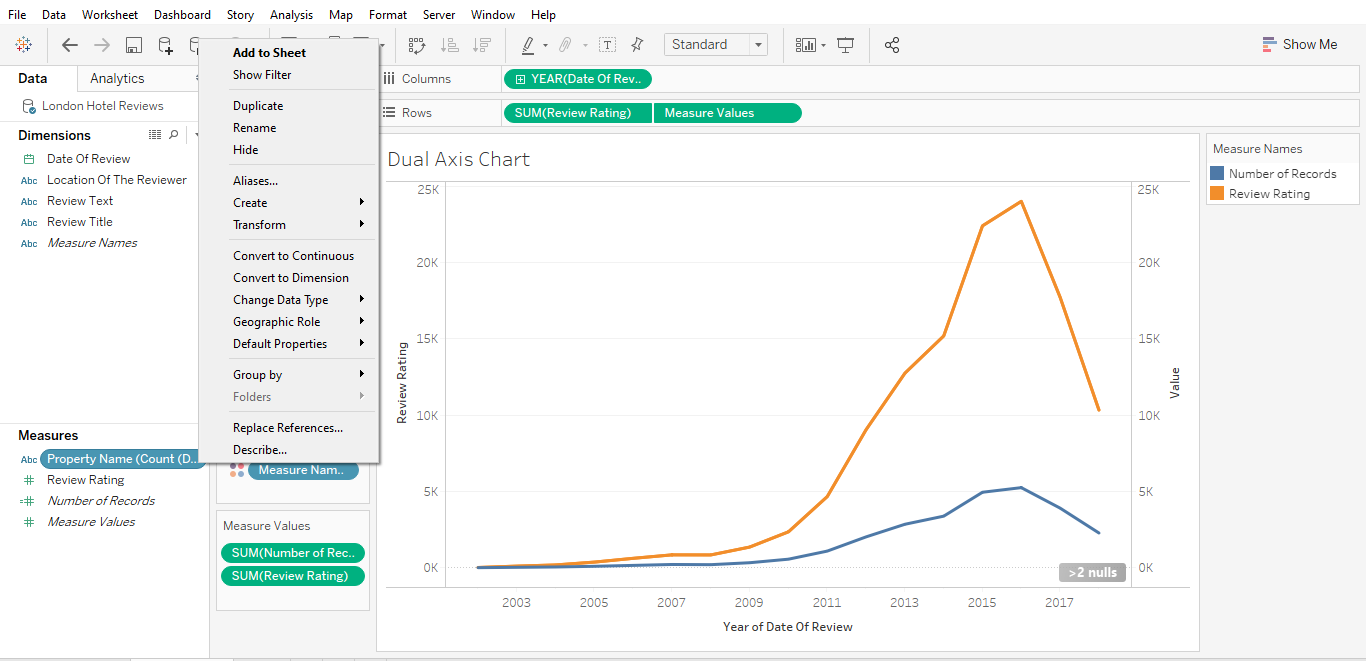 File Data Worksheet Dashboard Story Analysis Map Format Server Window Help
Standard
Show Me
Data Analytics
London Hotel Reviews
Dimensions
Date Of Review
Abc Location Of The Reviewer
Abc Review Text
Abc Review Title
Abc Measure Names
Measures
Abc Property Name (Count (D..
Review Rating
Number of Records
Measure Values
Add to Sheet
Show Filter
Duplicate
Rename
Hide
Aliases...
Create
Transform
Convert to Continuous
Convert to Dimension
Change Data Type
Geographic Role
Default Properties
Group by
Folders
Replace References...
Describe...
Measure Nam..
Measure Values
SUM(Number of Rec..
SUM(Review Rating)
Columns YEAR(Date Of Rev..
Rows SUM(Review Rating) Measure Values
Dual Axis Chart
25K
20K
15K
10K
5K
0K
Review Rating
25K
20K
15K
10K
5K
0K
Value
>2 nulls
2003 2005 2007 2009 2011 2013 2015 2017
Year of Date Of Review
Measure Names
Number of Records
Review Rating